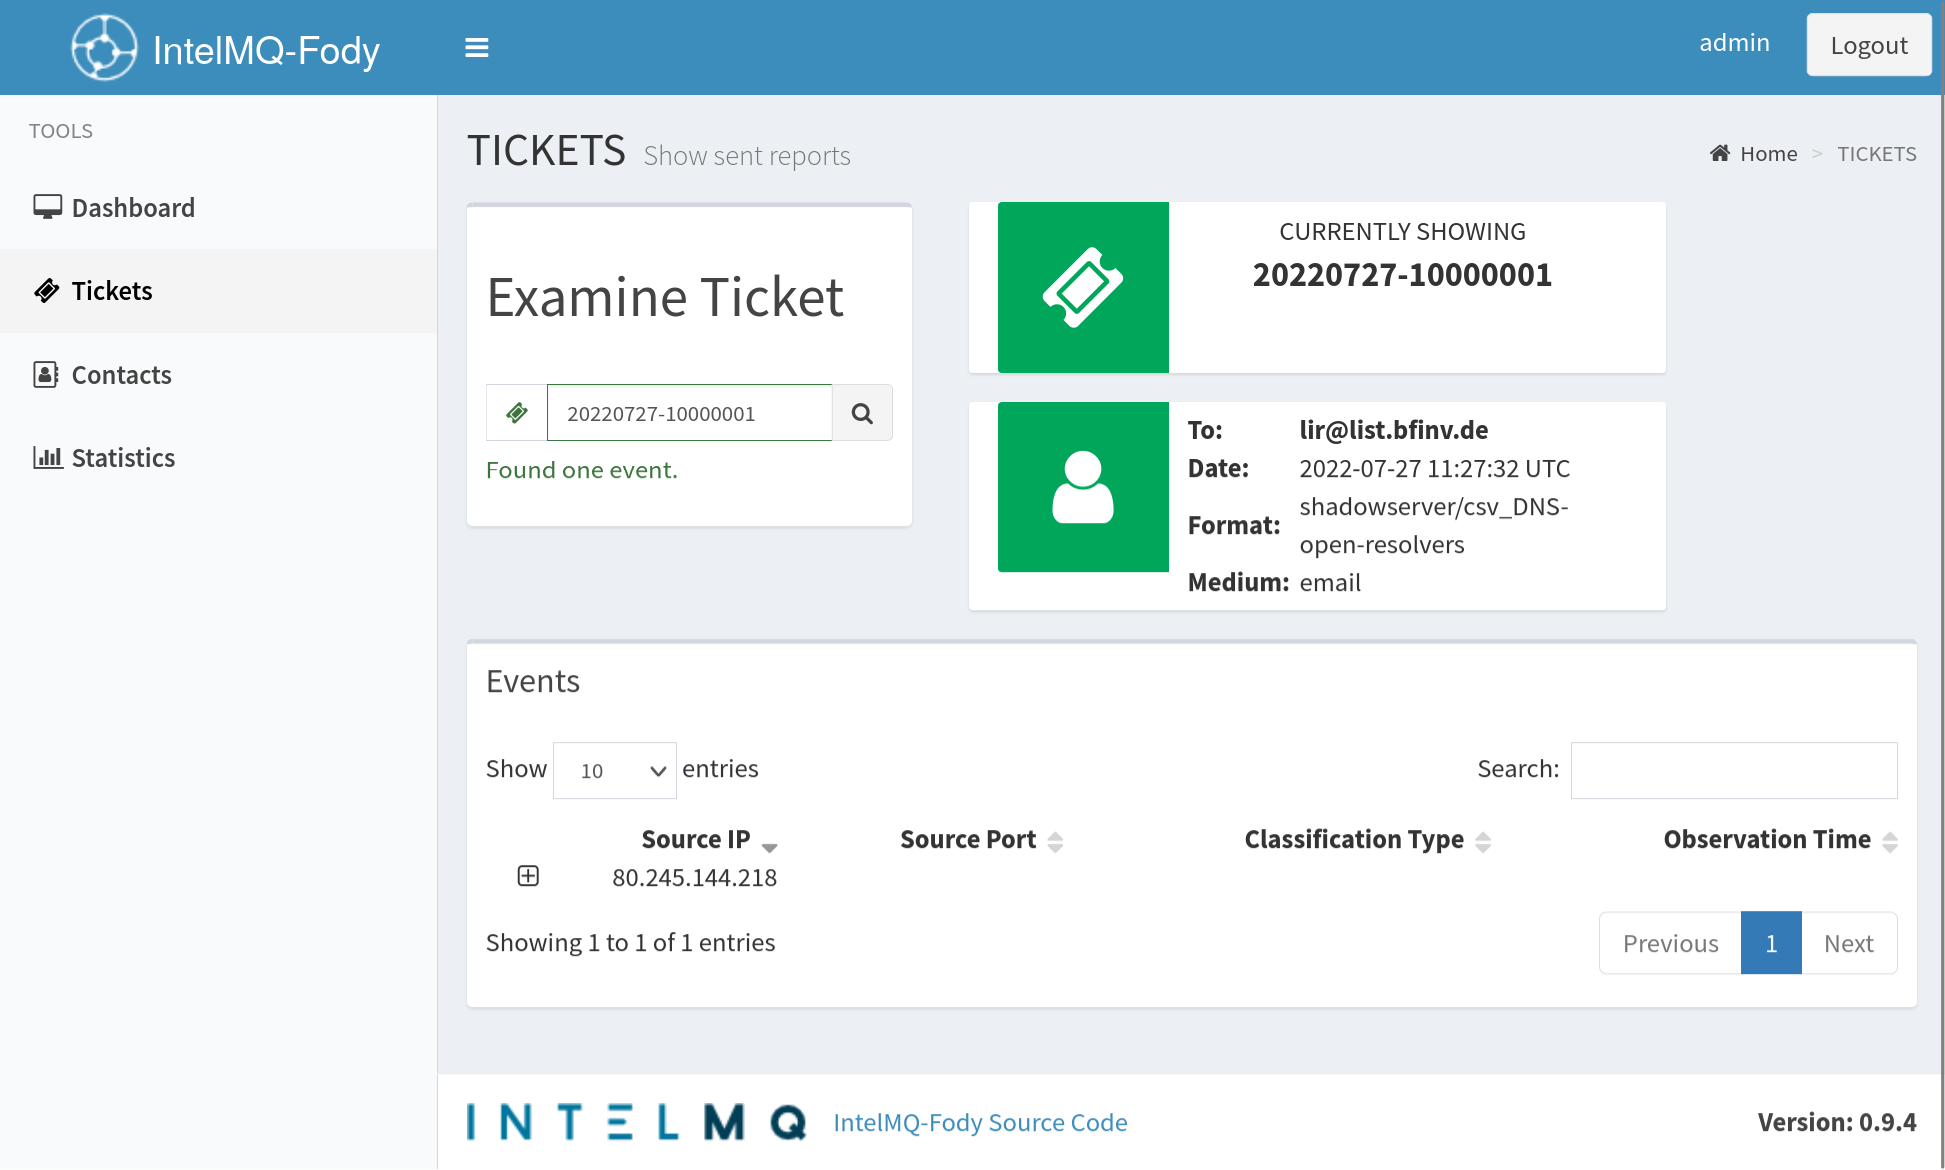 IntelMQ-Fody
admin
Logout
TOOLS
Dashboard
Tickets
Contacts
Statistics
TICKETS Show sent reports
Home > TICKETS
Examine Ticket
20220727-10000001
Found one event.
CURRENTLY SHOWING
20220727-10000001
To: lir@list.bfinv.de
Date: 2022-07-27 11:27:32 UTC
Format: shadowserver/csv_DNS-
open-resolvers
Medium: email
Events
Show 10 entries
Search:
Source IP Source Port Classification Type Observation Time
80.245.144.218
Showing 1 to 1 of 1 entries
Previous 1 Next
INTELMQ IntelMQ-Fody Source Code
Version: 0.9.4